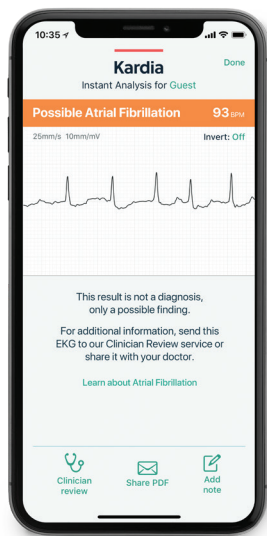 10:35
Done
Kardia
Instant Analysis for Guest
Possible Atrial Fibrillation 93 BPM
25mm/s 10mm/mV Invert: Off
This result is not a diagnosis,
only a possible finding.
For additional information, send this
EKG to our Clinician Review service or
share it with your doctor.
Learn about Atrial Fibrillation
Clinician
review
Share PDF
Add
note